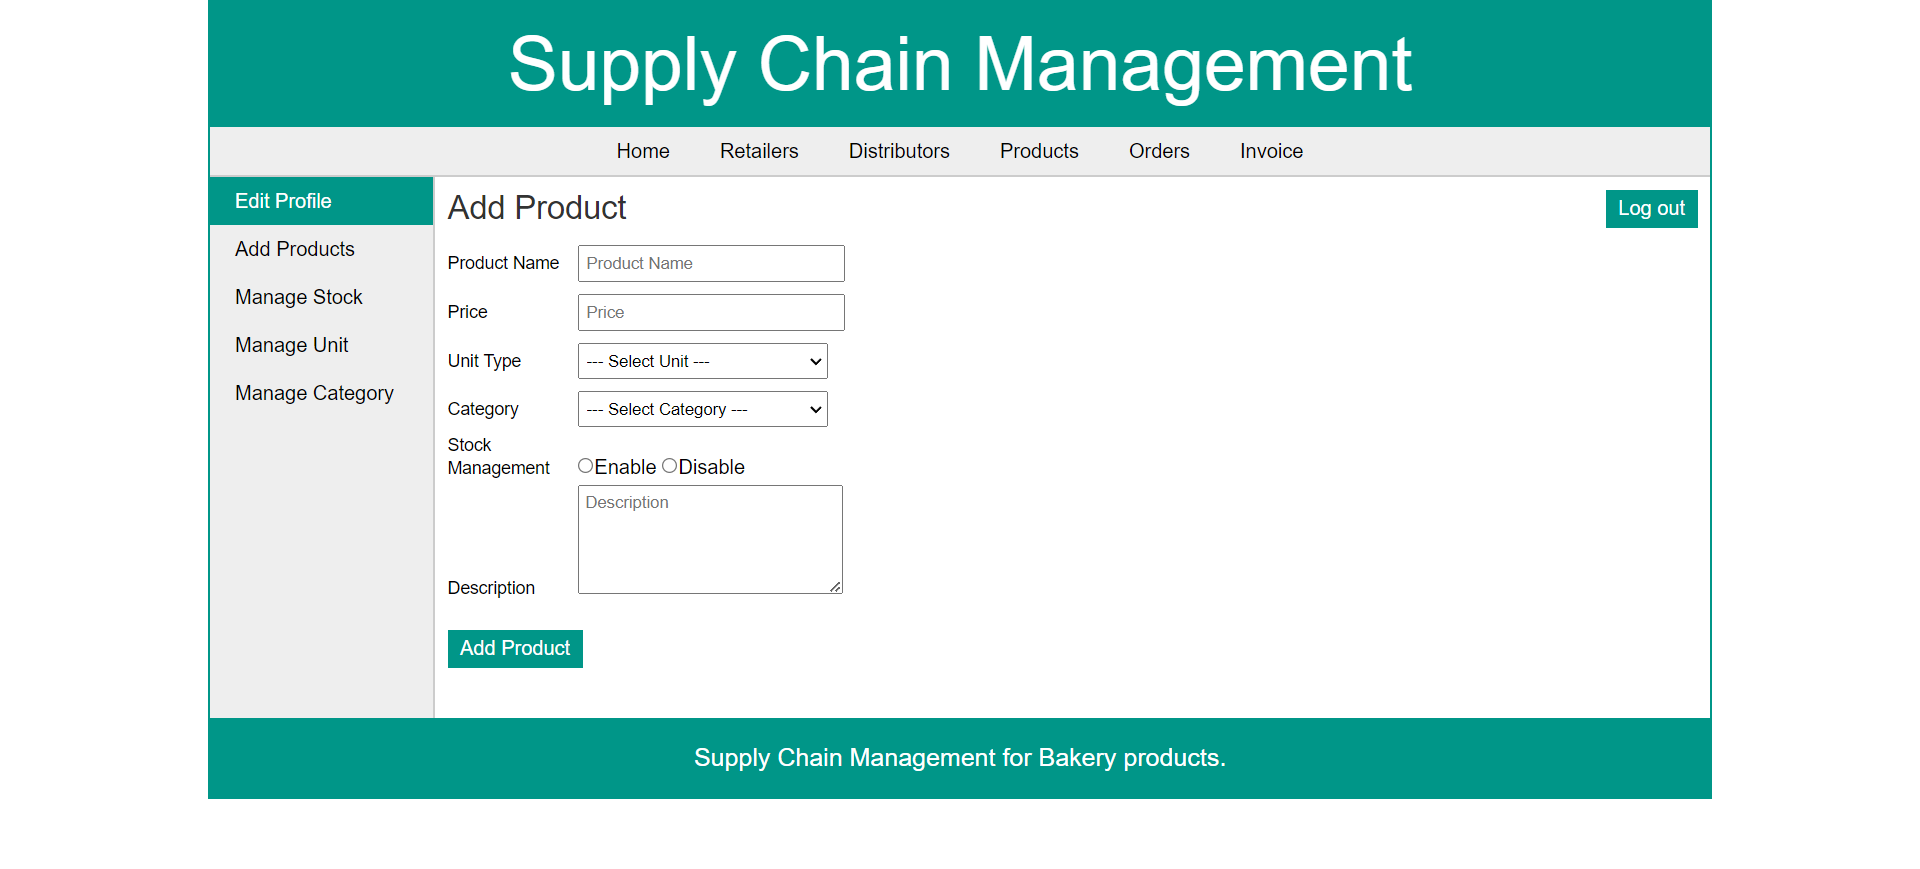 Supply Chain Management
Home Retailers Distributors Products Orders Invoice
Edit Profile
Add Products
Manage Stock
Manage Unit
Manage Category
Add Product
Log out
Product Name Product Name
Price Price
Unit Type --- Select Unit ---
Category --- Select Category ---
Stock
Management Enable Disable
Description
Description
Add Product
Supply Chain Management for Bakery products.